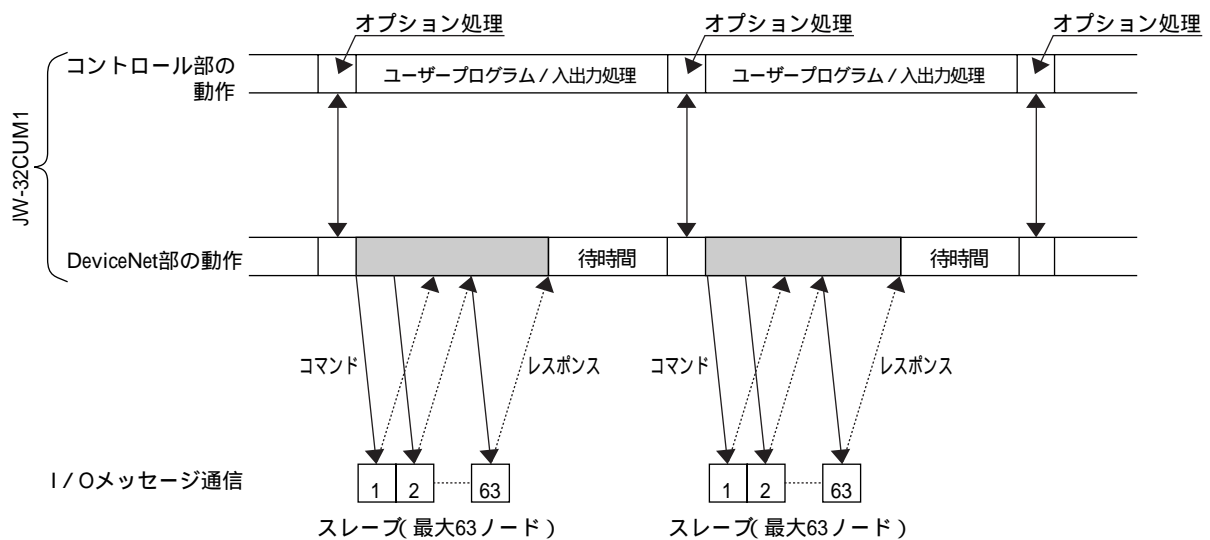 オプション処理
オプション処理
オプション処理
JW-32CUM1
コントロール部の
動作
ユーザープログラム / 入出力処理
ユーザープログラム / 入出力処理
DeviceNet部の動作
待時間
待時間
コマンド
レスポンス
コマンド
レスポンス
I / Oメッセージ通信
1 2 63
1 2 63
スレーブ( 最大63ノード )
スレーブ( 最大63ノード )